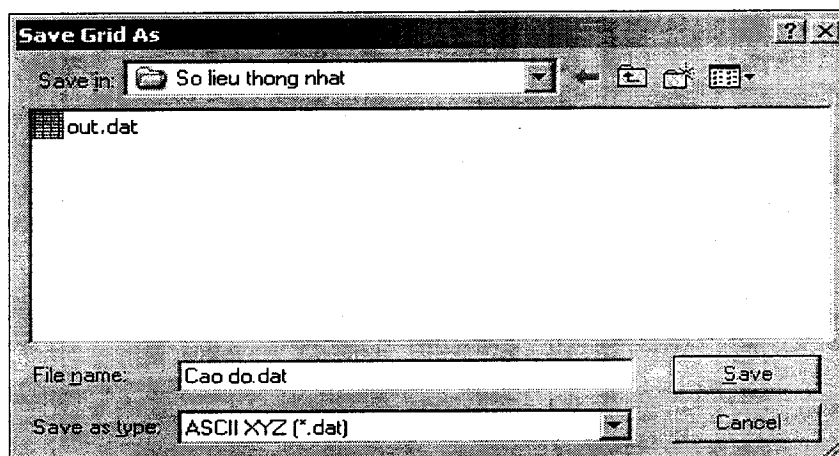 Save Grid As
Save in: So lieu thong nhat
out.dat
File name: Cao do.dat Save
Save as type: ASCII XYZ (*.dat) Cancel